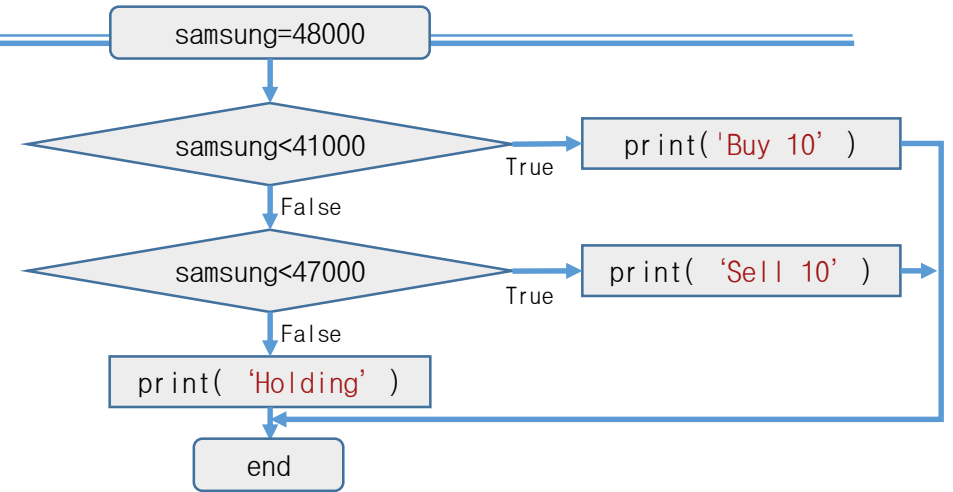 samsung=48000
samsung<41000
True
print('Buy 10’ )
False
samsung<47000
True
print( ‘Sell 10’ )
False
print( ‘Holding’ )
end